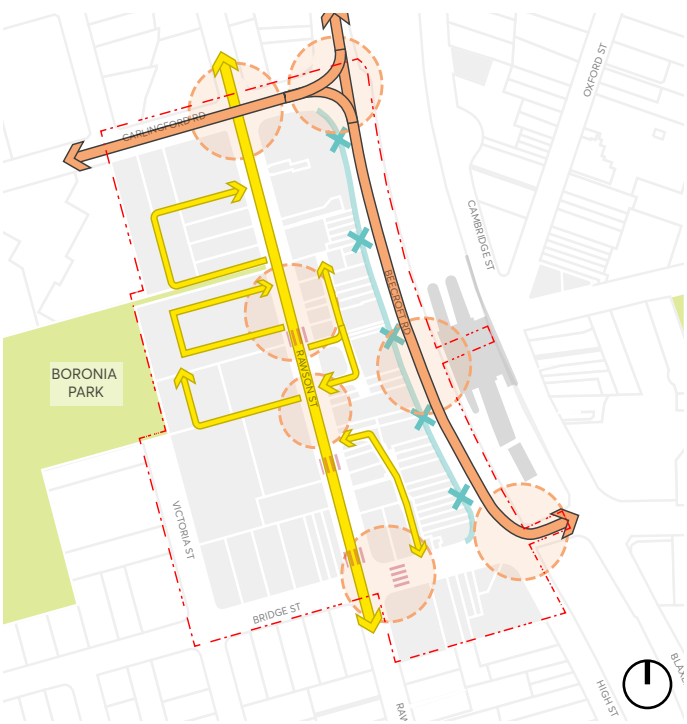 OXFORD ST
CARLINGFORD RD
CAMBRIDGE ST
BEECROFT RD
RAWSON ST
BORONIA
PARK
VICTORIA ST
BRIDGE ST
HIGH ST